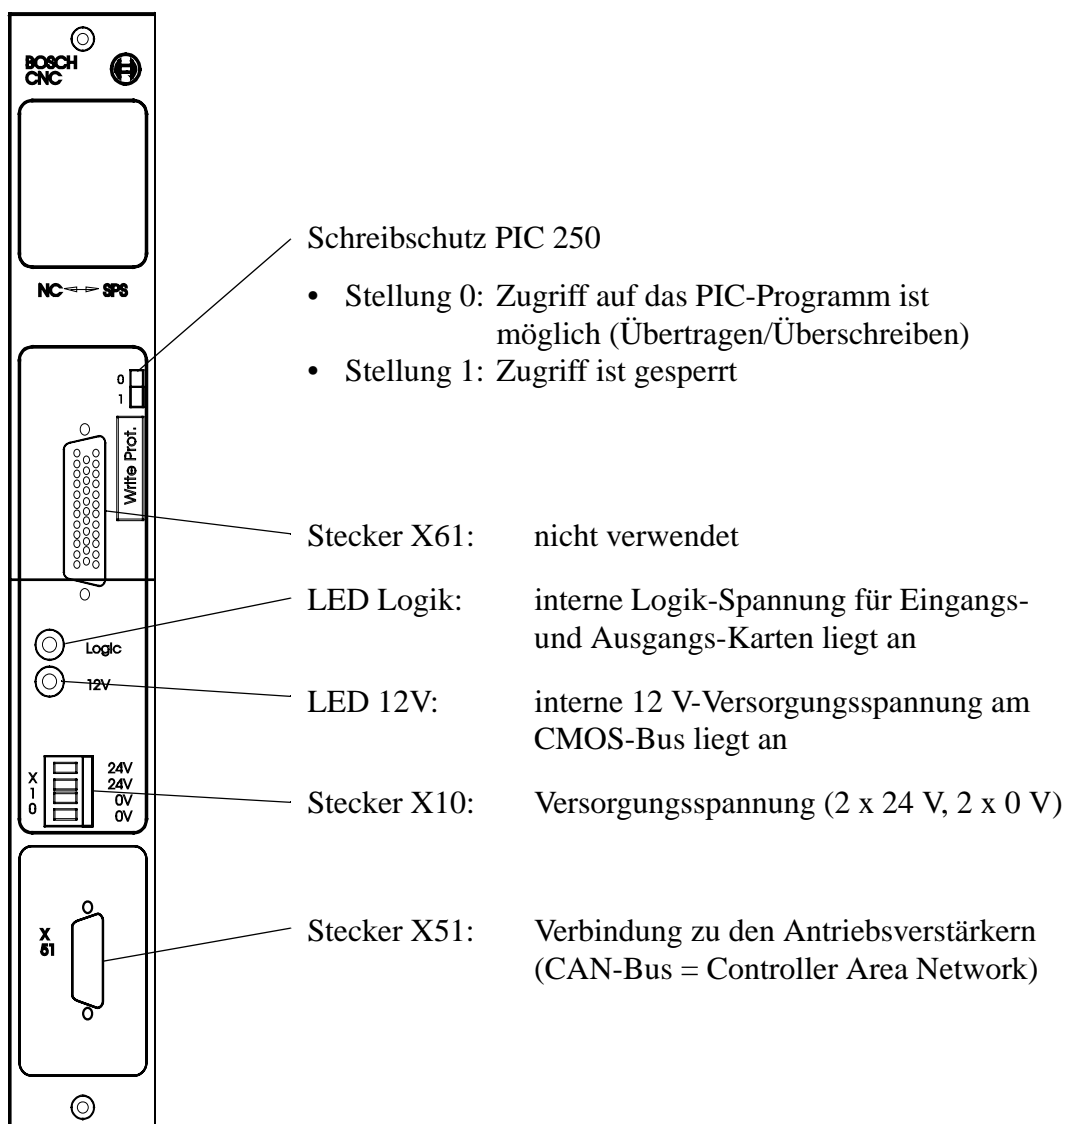 BOSCH
CNC
NC SPS
Schreibschutz PIC 250
• Stellung 0: Zugriff auf das PIC-Programm ist
möglich (Übertragen/Überschreiben)
• Stellung 1: Zugriff ist gesperrt
0
1
Write Prot.
Stecker X61: nicht verwendet
LED Logik: interne Logik-Spannung für Eingangs-
und Ausgangs-Karten liegt an
Logic
LED 12V: interne 12 V-Versorgungsspannung am
CMOS-Bus liegt an
12V
X
1
0
24V
24V
0V
0V
Stecker X10: Versorgungsspannung (2 x 24 V, 2 x 0 V)
Stecker X51: Verbindung zu den Antriebsverstärkern
(CAN-Bus = Controller Area Network)
X
51